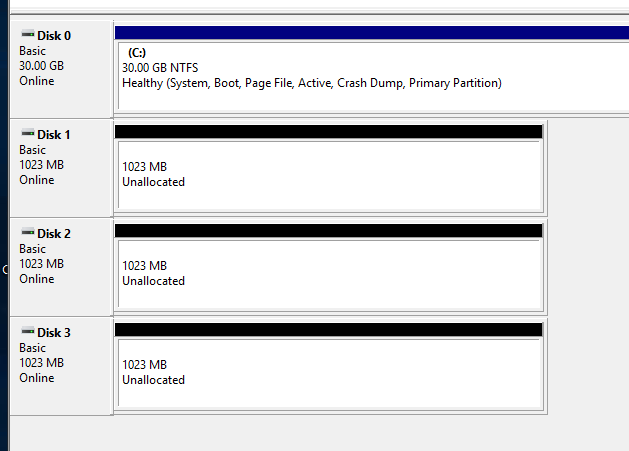 Disk 0
Basic
30.00 GB
Online
(C:)
30.00 GB NTFS
Healthy (System, Boot, Page File, Active, Crash Dump, Primary Partition)
Disk 1
Basic
1023 MB
Online
1023 MB
Unallocated
Disk 2
Basic
1023 MB
Online
1023 MB
Unallocated
Disk 3
Basic
1023 MB
Online
1023 MB
Unallocated